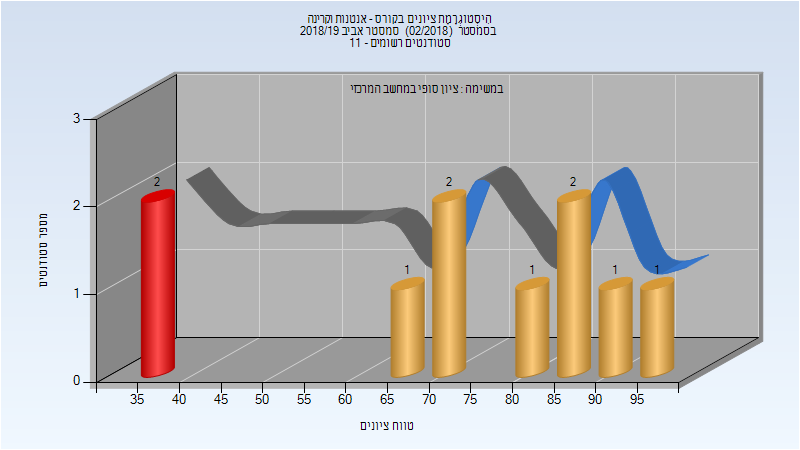 היסטוגרמת ציונים בקורס - אנטנות וקרינה
בסמסטר (02/2018) סמסטר אביב 2018/19
סטודנטים רשומים - 11
במשימה : ציון סופי במחשב המרכזי
מספר סטודנטים
3
2
1
0
2
1
2
1
2
1
1
35 40 45 50 55 60 65 70 75 80 85 90 95
טווח ציונים